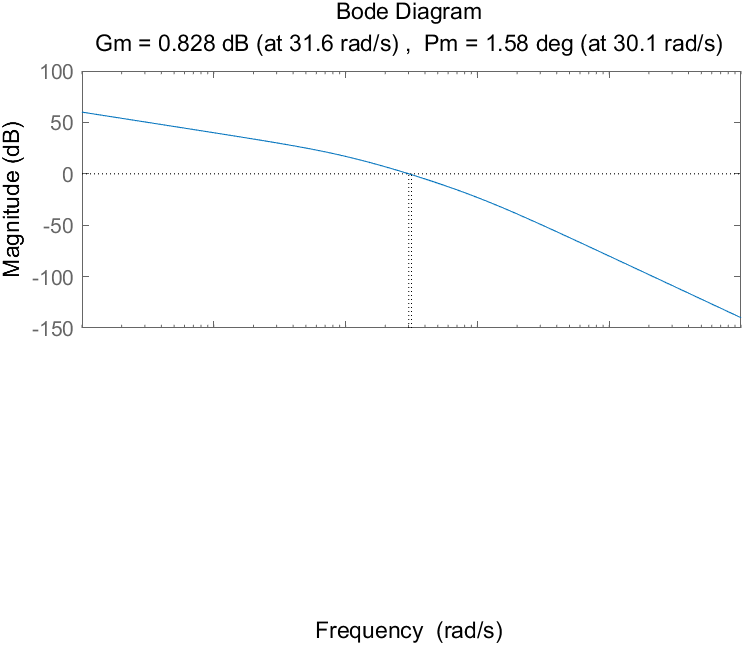 Bode Diagram
Gm = 0.828 dB (at 31.6 rad/s) ,  Pm = 1.58 deg (at 30.1 rad/s)
Magnitude (dB)
100
50
0
-50
-100
-150
Frequency  (rad/s)